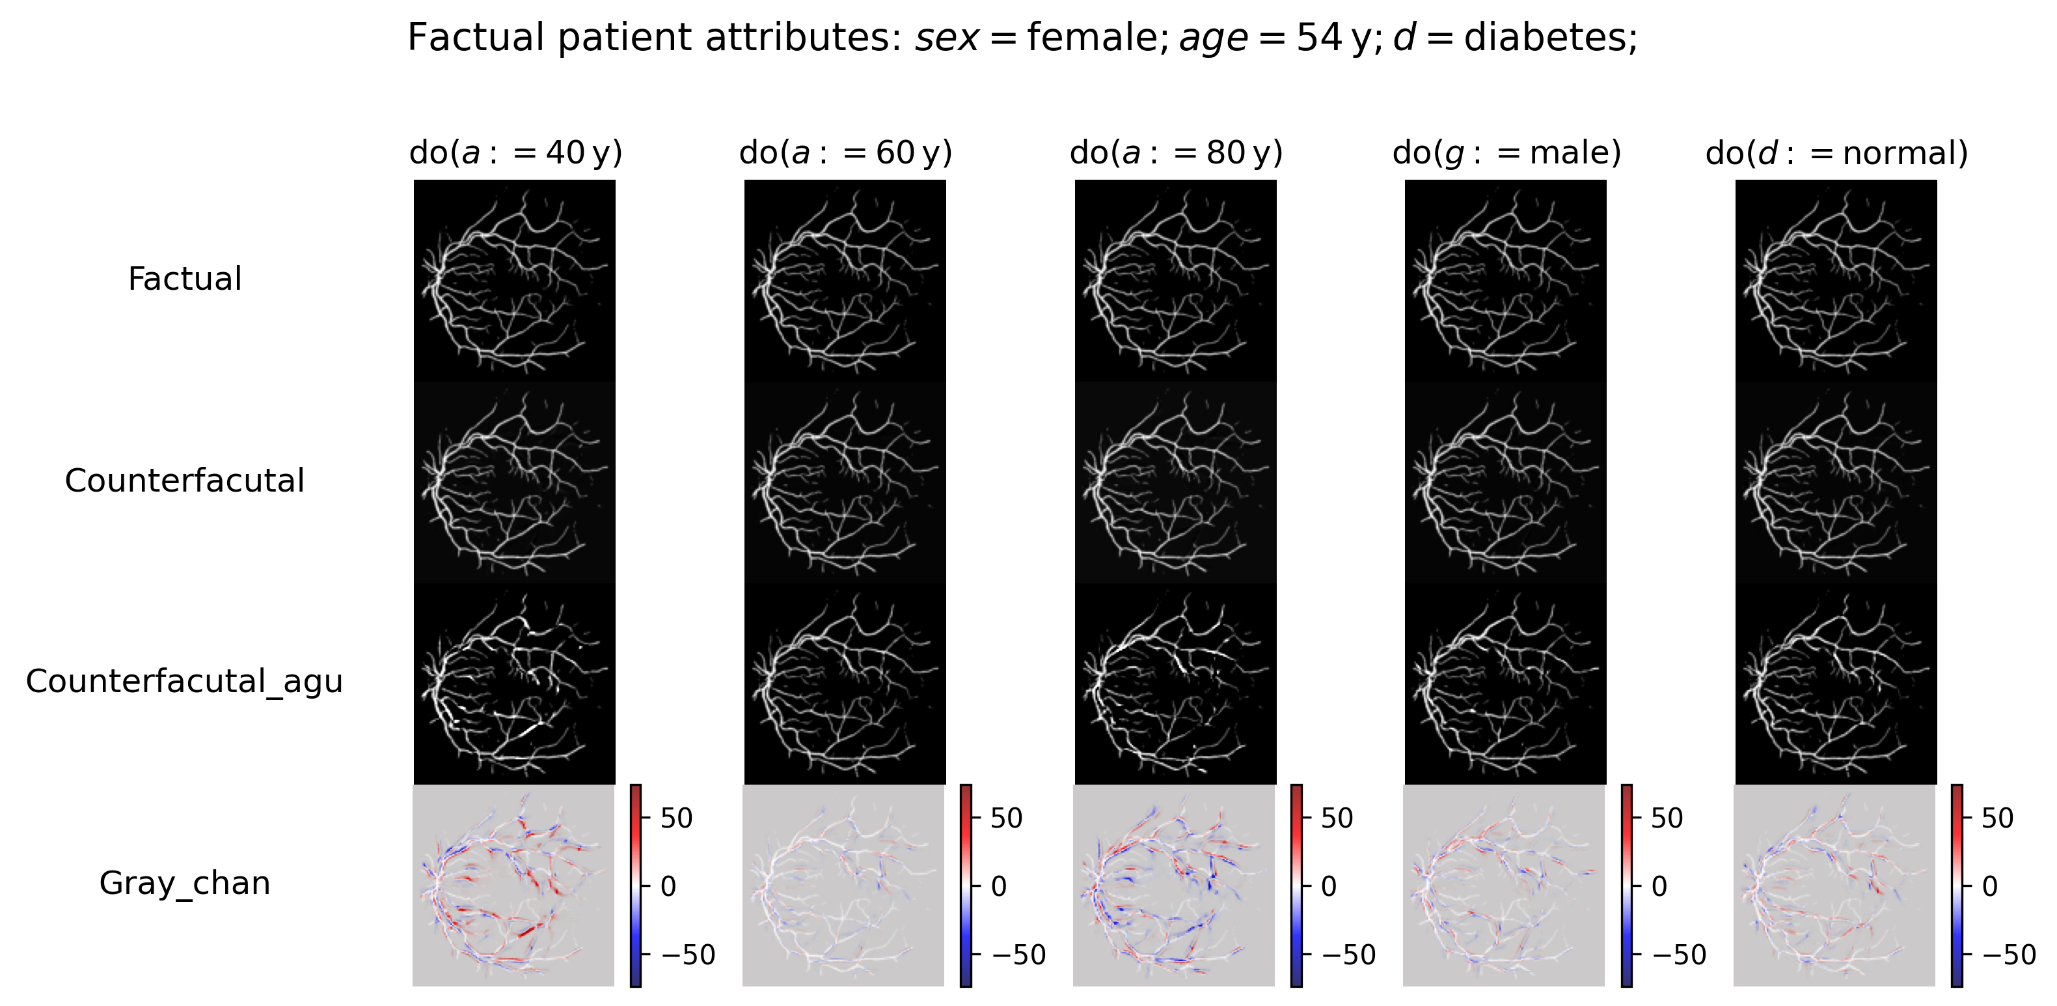 Factual patient attributes: sex = female; age = 54 y; d = diabetes;
do(a : = 40 y) do(a : = 60 y) do(a : = 80 y) do(g : = male) do(d : = normal)
Factual
Counterfacutal
Counterfacutal_agu
Gray_chan
50 50 50 50 50
0 0 0 0 0
−50 −50 −50 −50 −50